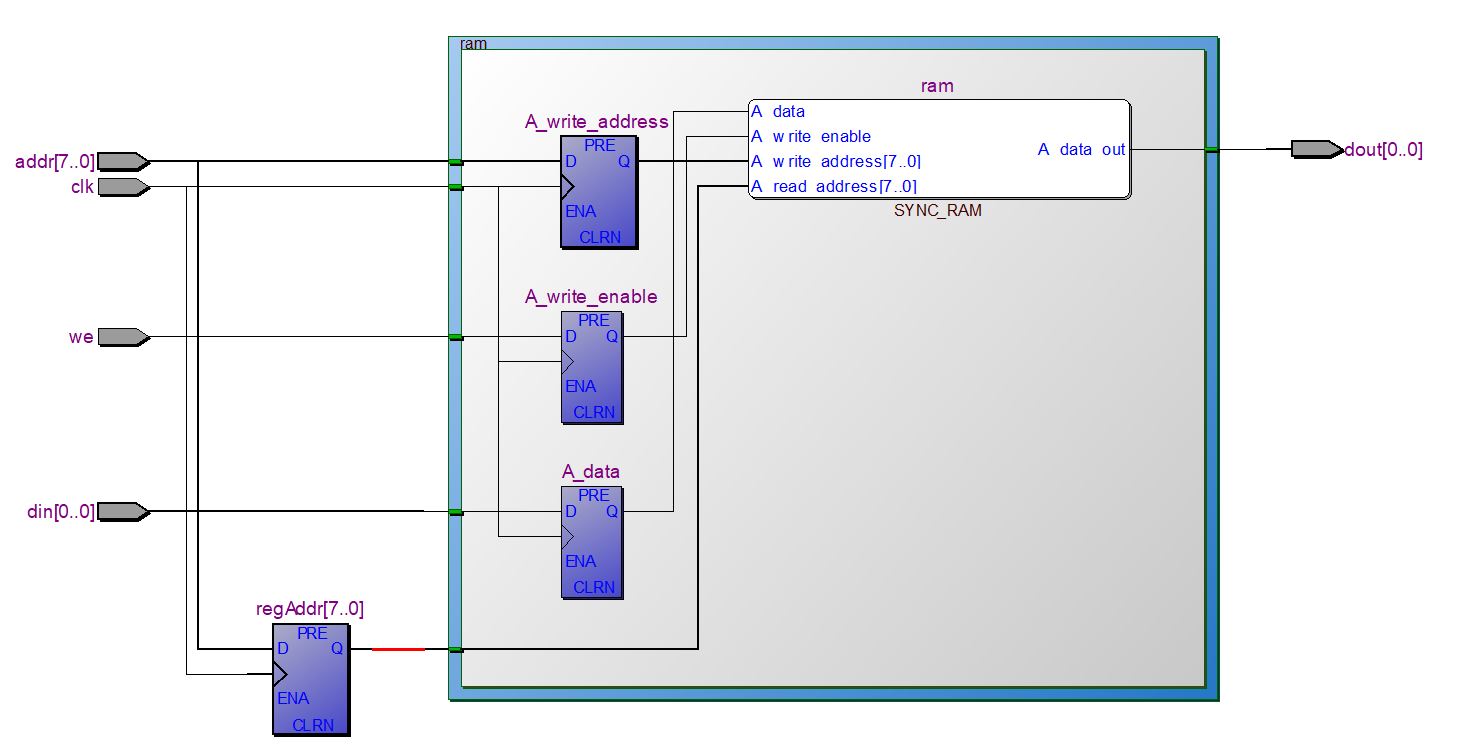 ram
ram
A data
A write enable
A write address[7..0]
A read address[7..0]
A data out
SYNC_RAM
dout[0..0]
addr[7..0]
clk
we
din[0..0]
A_write_address
PRE
D Q
ENA
CLRN
A_write_enable
PRE
D Q
ENA
CLRN
A_data
PRE
D Q
ENA
CLRN
regAddr[7..0]
PRE
D Q
ENA
CLRN